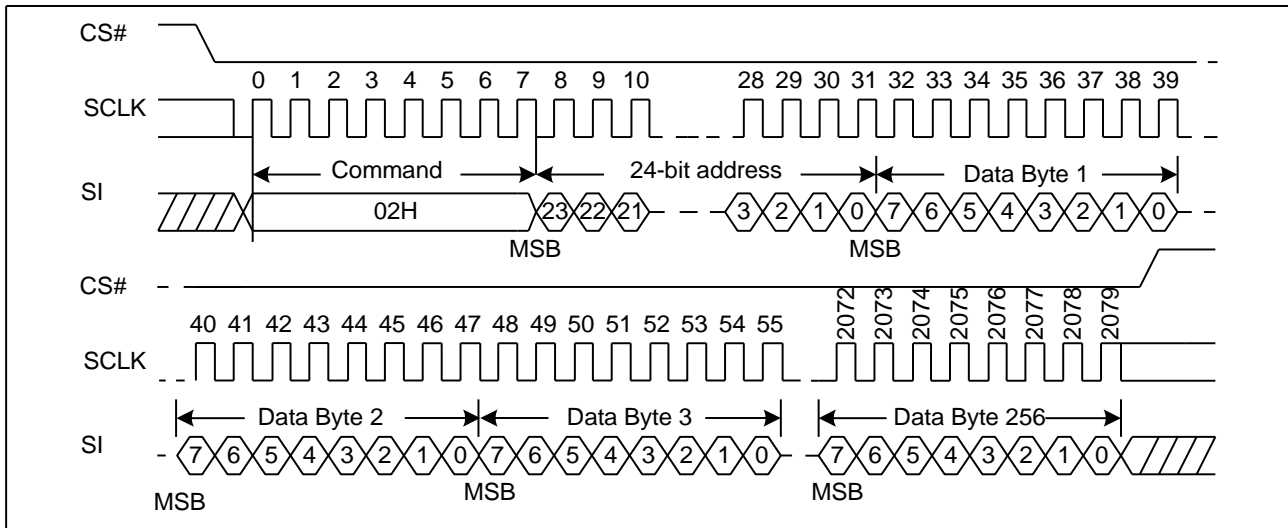 CS#
0 1 2 3 4 5 6 7 8 9 10 28 29 30 31 32 33 34 35 36 37 38 39
SCLK
Command 24-bit address Data Byte 1
SI
02H 23 22 21 3 2 1 0 7 6 5 4 3 2 1 0
MSB MSB
CS#
40 41 42 43 44 45 46 47 48 49 50 51 52 53 54 55 2072 2073 2074 2075 2076 2077 2078 2079
SCLK
Data Byte 2 Data Byte 3 Data Byte 256
SI
7 6 5 4 3 2 1 0 7 6 5 4 3 2 1 0 7 6 5 4 3 2 1 0
MSB MSB MSB